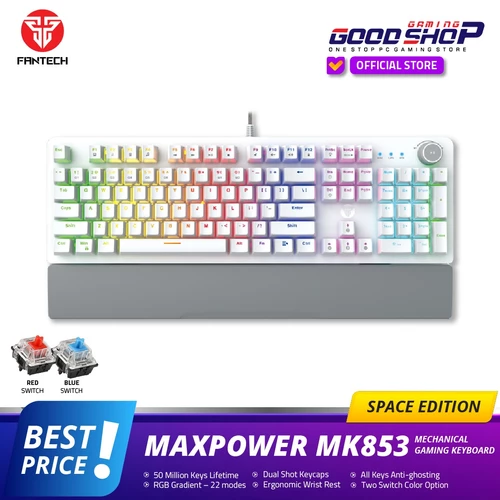 FANTECH
GAMING
GOODSHOP
ONE STOP PC GAMING STORE
OFFICIAL STORE
RED
SWITCH
BLUE
SWITCH
SPACE EDITION
BEST
PRICE!
MAXPOWER MK853 MECHANICAL
GAMING KEYBOARD
• 50 Million Keys Lifetime
• RGB Gradient – 22 modes
• Dual Shot Keycaps
• Ergonomic Wrist Rest
• All Keys Anti-ghosting
• Two Switch Color Option